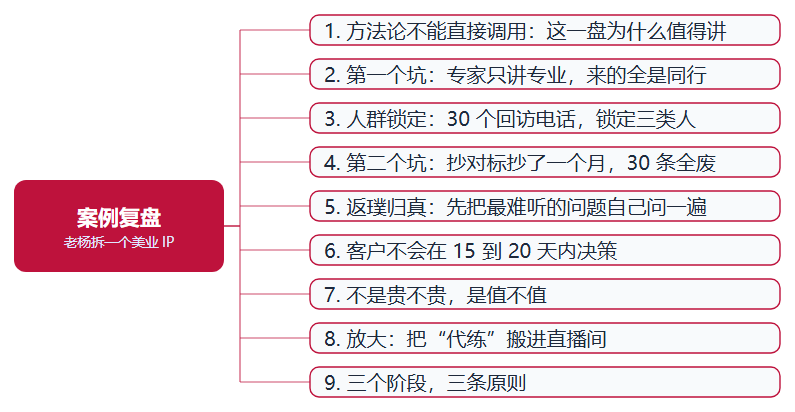 案例复盘
老杨拆一个美业 IP
1. 方法论不能直接调用：这一盘为什么值得讲
2. 第一个坑：专家只讲专业，来的全是同行
3. 人群锁定：30 个回访电话，锁定三类人
4. 第二个坑：抄对标抄了一个月，30 条全废
5. 返璞归真：先把最难听的问题自己问一遍
6. 客户不会在 15 到 20 天内决策
7. 不是贵不贵，是值不值
8. 放大：把“代练”搬进直播间
9. 三个阶段，三条原则